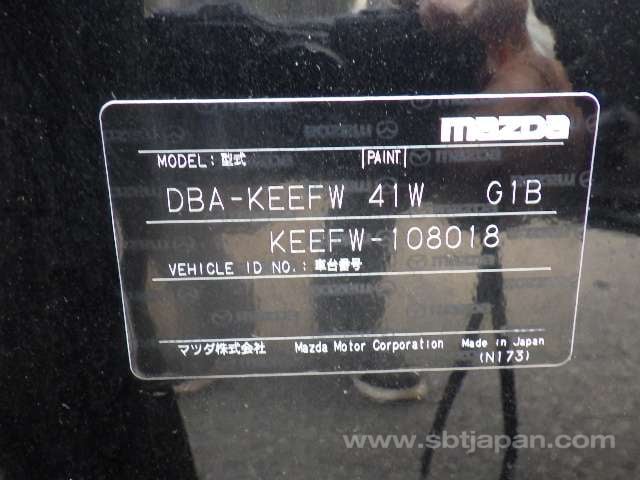 mazda
MODEL: 型式 PAINT
DBA-KEEFW 41W G1B
KEEFW-108018
VEHICLE ID NO.: 車台番号
マツダ株式会社 Mazda Motor Corporation Made in Japan
(N173)
www.sbtjapan.com